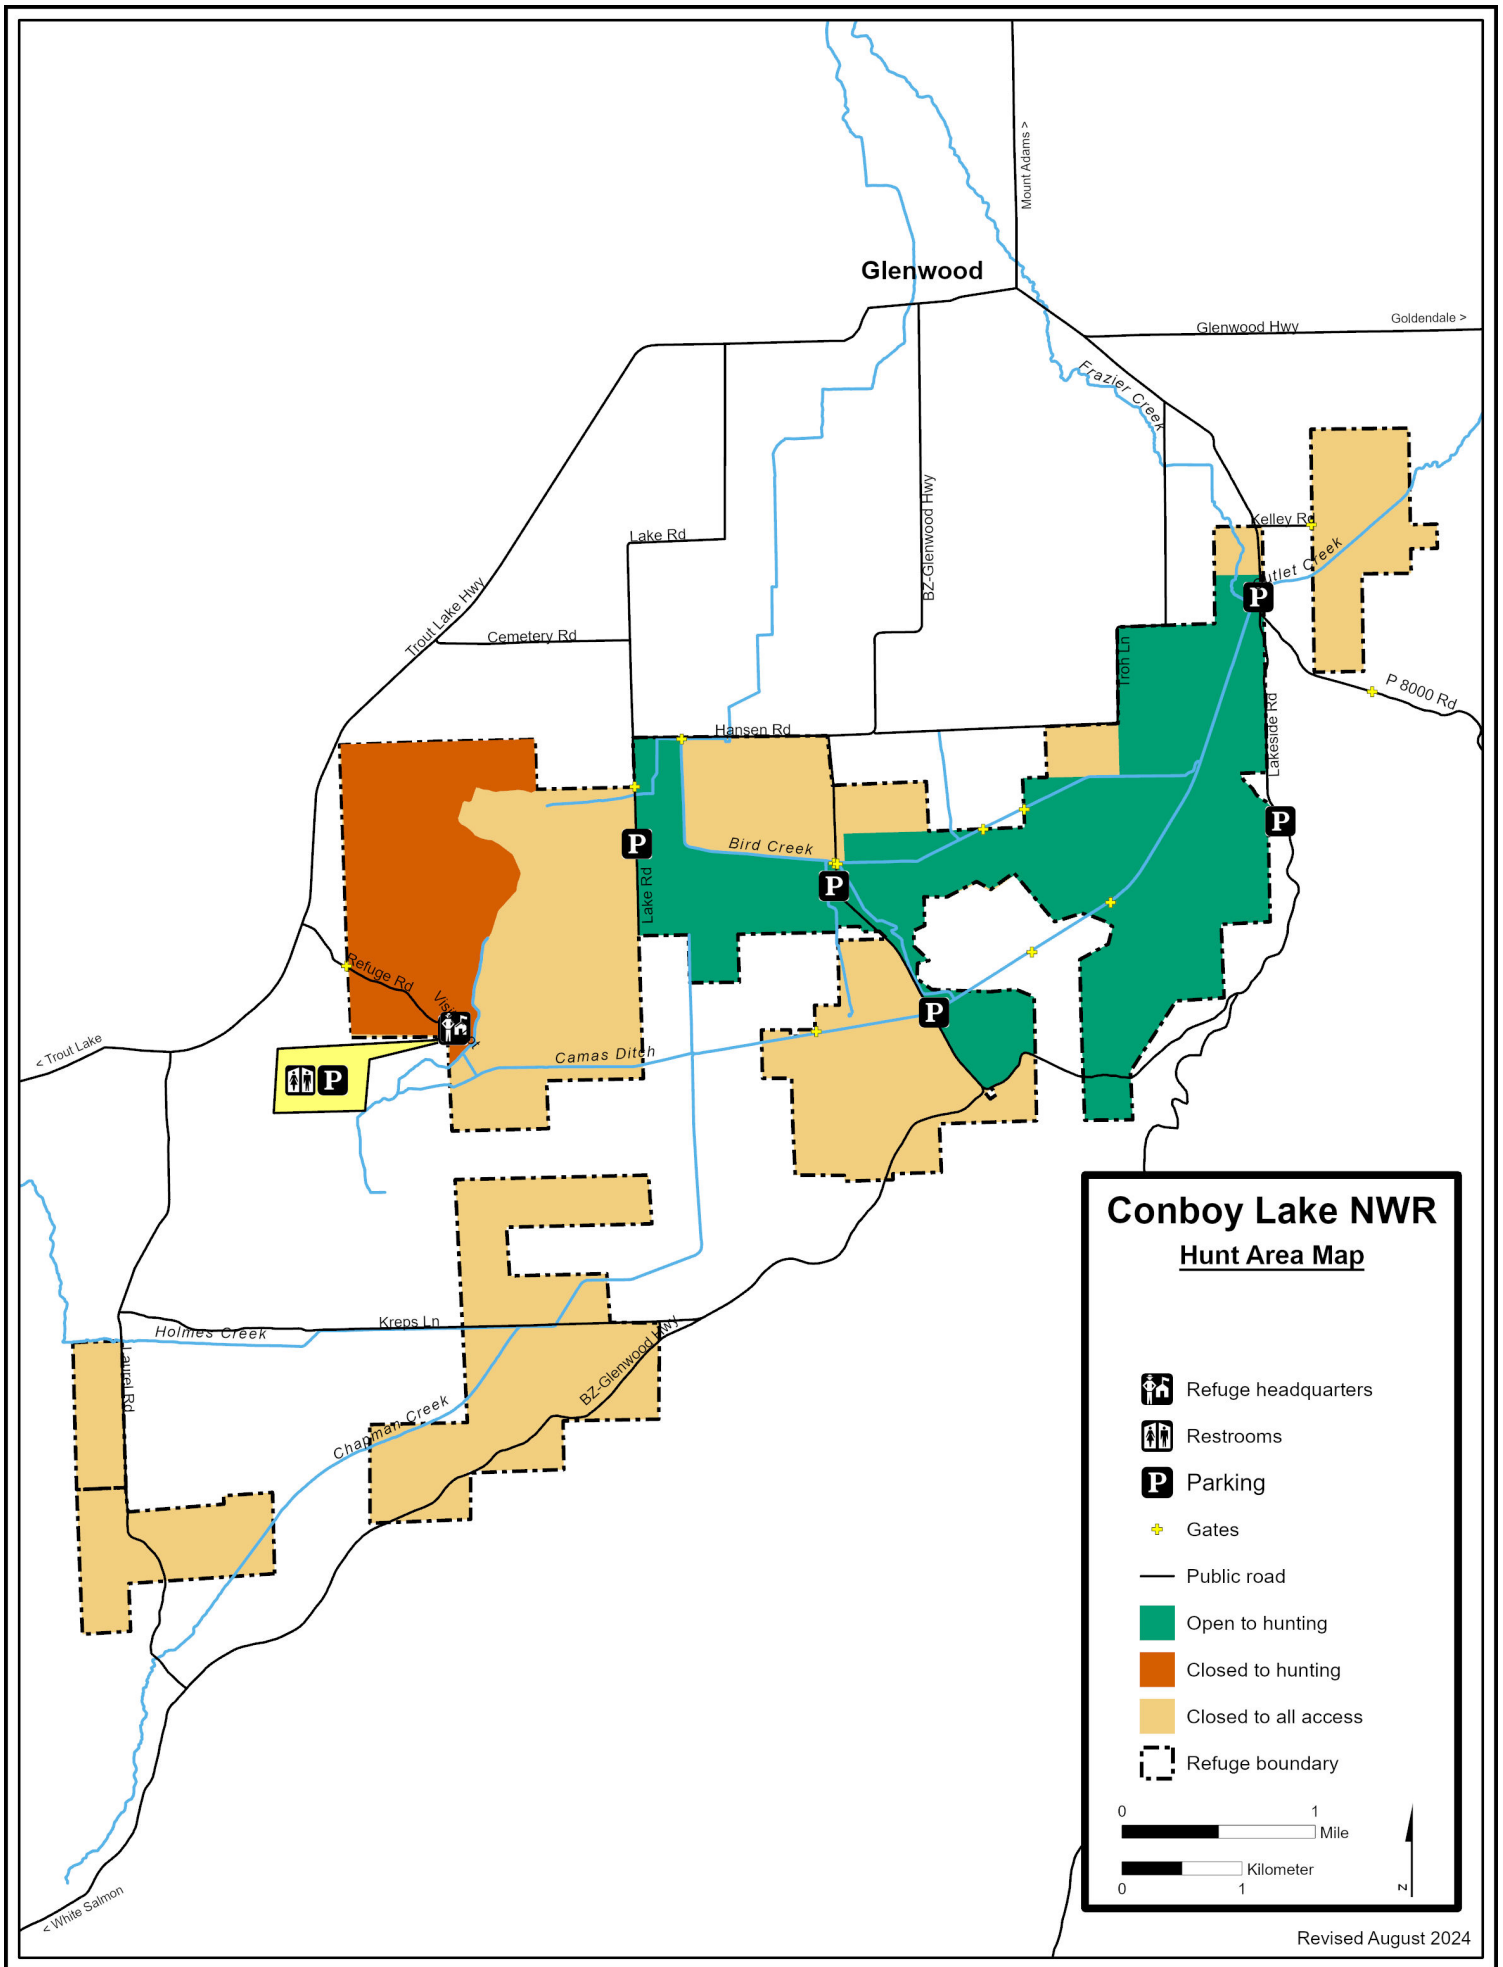 Mount Adams >
Glenwood
Goldendale >
Glenwood Hwy
Frazier Creek
BZ-Glenwood Hwy
Kelley Rd
Outlet Creek
Lake Rd
Trout Lake Hwy
Cemetery Rd
Troh Ln
P 8000 Rd
Lakeside Rd
Hansen Rd
Bird Creek
P
P
P
P
P
Lake Rd
Refuge Rd
< Trout Lake
Camas Ditch
P
Kreps Ln
Holmes Creek
Laurel Rd
BZ-Glenwood Hwy
Chapman Creek
< White Salmon
Conboy Lake NWR
Hunt Area Map
Refuge headquarters
Restrooms
P Parking
Gates
Public road
Open to hunting
Closed to hunting
Closed to all access
Refuge boundary
0 1
Mile
Kilometer
0 1
N
Revised August 2024